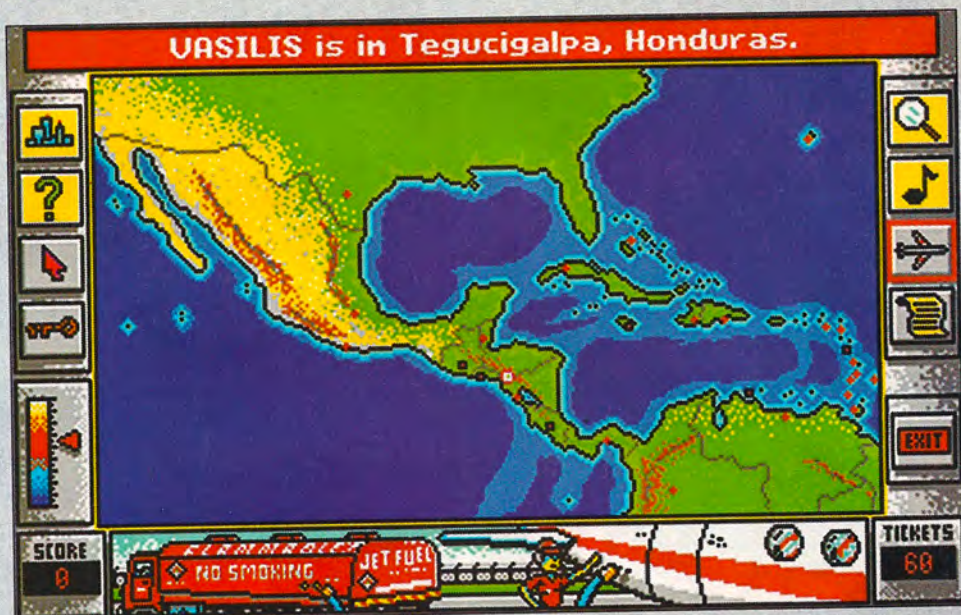 VASILIS is in Tegucigalpa, Honduras.
?
EXIT
SCORE
0
TICKETS
60
NO SMOKING
JET FUEL